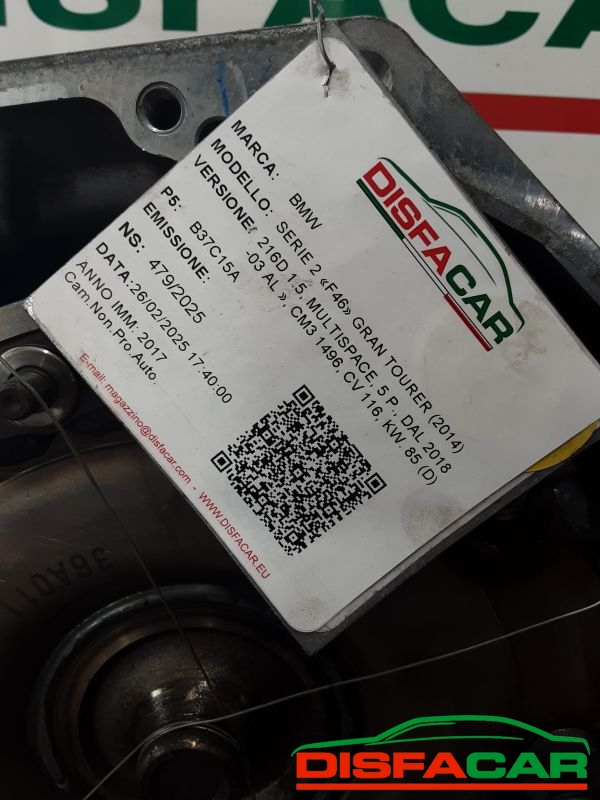 DISFACAR
DISFACAR
MARCA: BMW
MODELLO: SERIE 2 «F46» GRAN TOURER (2014)
VERSIONE: 216D 1.5, MULTISPACE, 5 P., DAL 2018
-03 AL », CM3 1496, CV 116, KW. 85 (D)
P5: B37C15A
EMISSIONE:
NS: 479/2025
DATA:26/02/2025 17:40:00
ANNO IMM: 2017
Cam.Non.Pro.Auto.
E-mail: magazzino@disfacar.com - WWW.DISFACAR.EU
36A011
DISFACAR